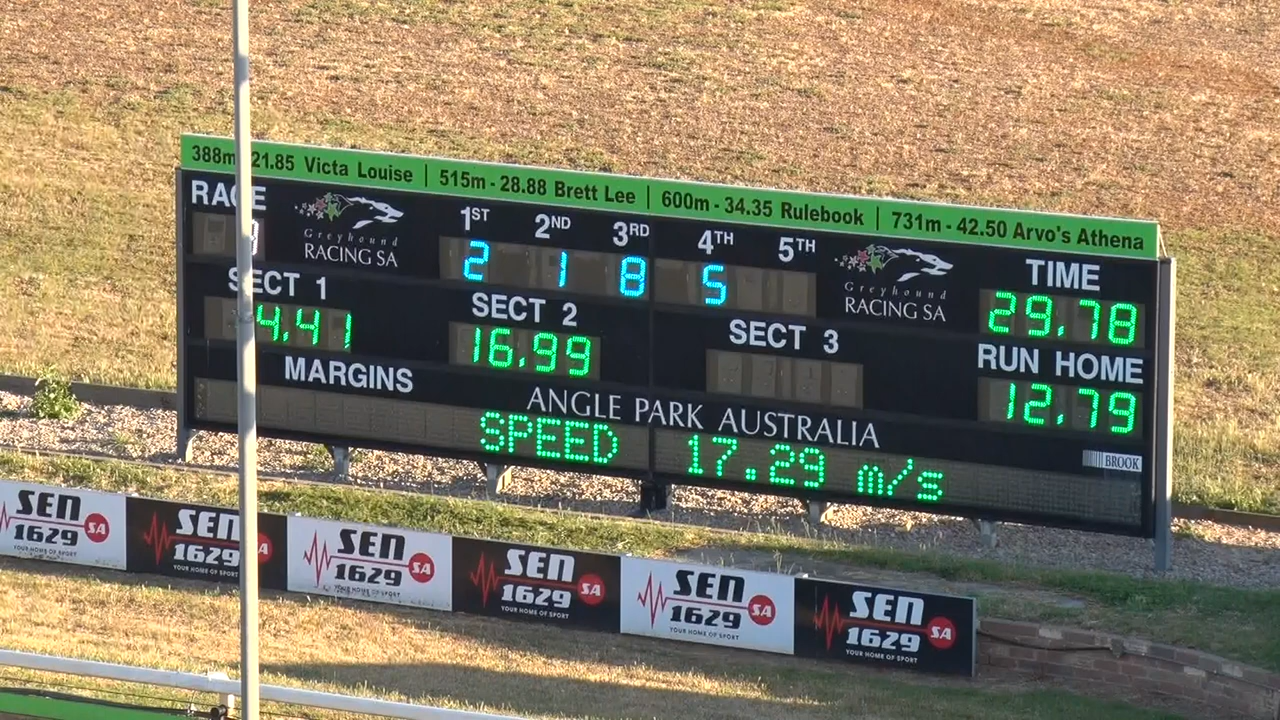 388m - 21.85 Victa Louise | 515m - 28.88 Brett Lee | 600m - 34.35 Rulebook | 731m - 42.50 Arvo's Athena
RACE
Greyhound
RACING SA
1ST 2ND 3RD 4TH 5TH
2 1 8 5
Greyhound
RACING SA
TIME
29.78
SECT 1
4.41
SECT 2
16.99
SECT 3
RUN HOME
12.79
MARGINS
ANGLE PARK AUSTRALIA
SPEED 17.29 m/s
BROOK
SEN
1629 SA
YOUR HOME OF SPORT
SEN
1629 SA
YOUR HOME OF SPORT
SEN
1629 SA
YOUR HOME OF SPORT
SEN
1629 SA
YOUR HOME OF SPORT
SEN
1629 SA
YOUR HOME OF SPORT
SEN
1629 SA
YOUR HOME OF SPORT